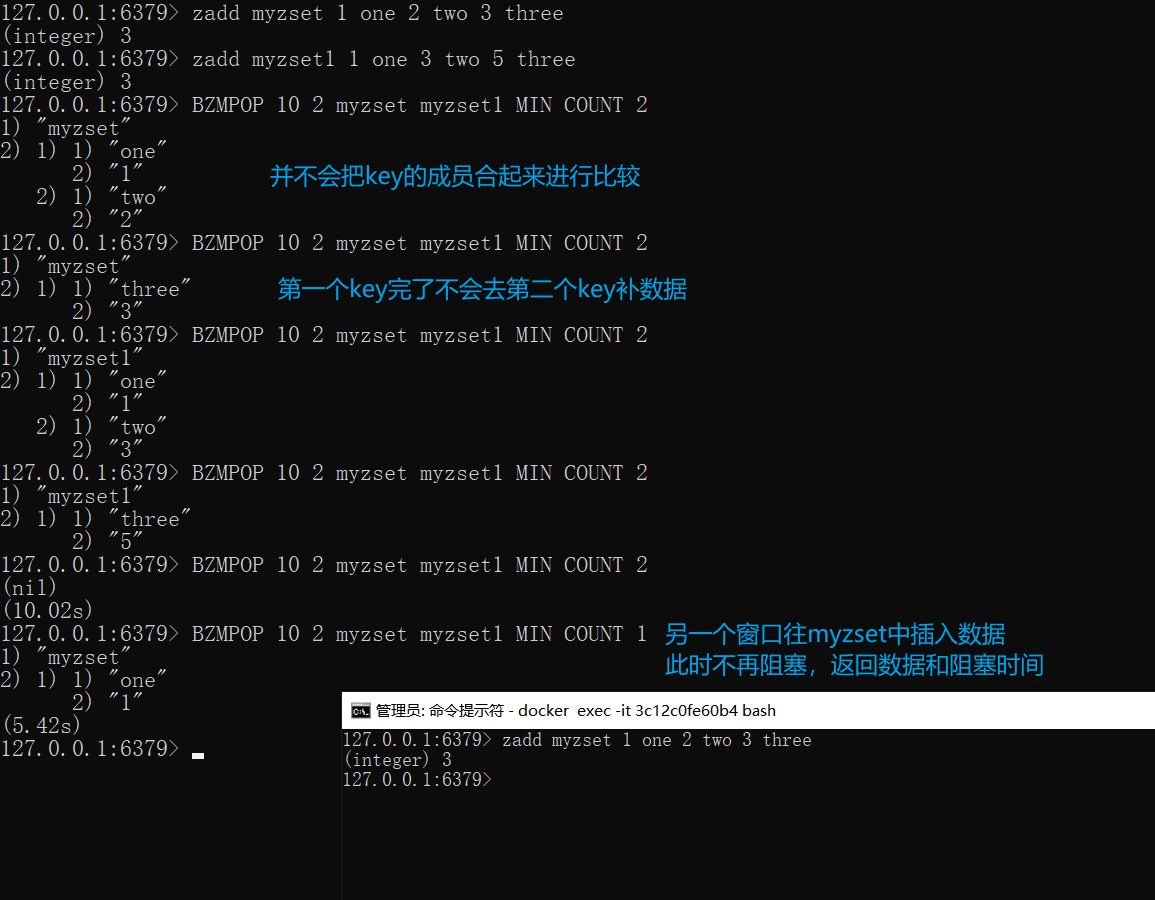 127.0.0.1:6379> zadd myzset 1 one 2 two 3 three
(integer) 3
127.0.0.1:6379> zadd myzset1 1 one 3 two 5 three
(integer) 3
127.0.0.1:6379> BZMPOP 10 2 myzset myzset1 MIN COUNT 2
1) "myzset"
2) 1) 1) "one"
      2) "1"
并不会把key的成员合起来进行比较
   2) 1) "two"
      2) "2"
127.0.0.1:6379> BZMPOP 10 2 myzset myzset1 MIN COUNT 2
1) "myzset"
2) 1) 1) "three"
第一个key完了不会去第二个key补数据
      2) "3"
127.0.0.1:6379> BZMPOP 10 2 myzset myzset1 MIN COUNT 2
1) "myzset1"
2) 1) 1) "one"
      2) "1"
   2) 1) "two"
      2) "3"
127.0.0.1:6379> BZMPOP 10 2 myzset myzset1 MIN COUNT 2
1) "myzset1"
2) 1) 1) "three"
      2) "5"
127.0.0.1:6379> BZMPOP 10 2 myzset myzset1 MIN COUNT 2
(nil)
(10.02s)
127.0.0.1:6379> BZMPOP 10 2 myzset myzset1 MIN COUNT 1
另一个窗口往myzset中插入数据
此时不再阻塞，返回数据和阻塞时间
1) "myzset"
2) 1) 1) "one"
      2) "1"
(5.42s)
127.0.0.1:6379>
管理员: 命令提示符 - docker  exec -it 3c12c0fe60b4 bash
127.0.0.1:6379> zadd myzset 1 one 2 two 3 three
(integer) 3
127.0.0.1:6379>